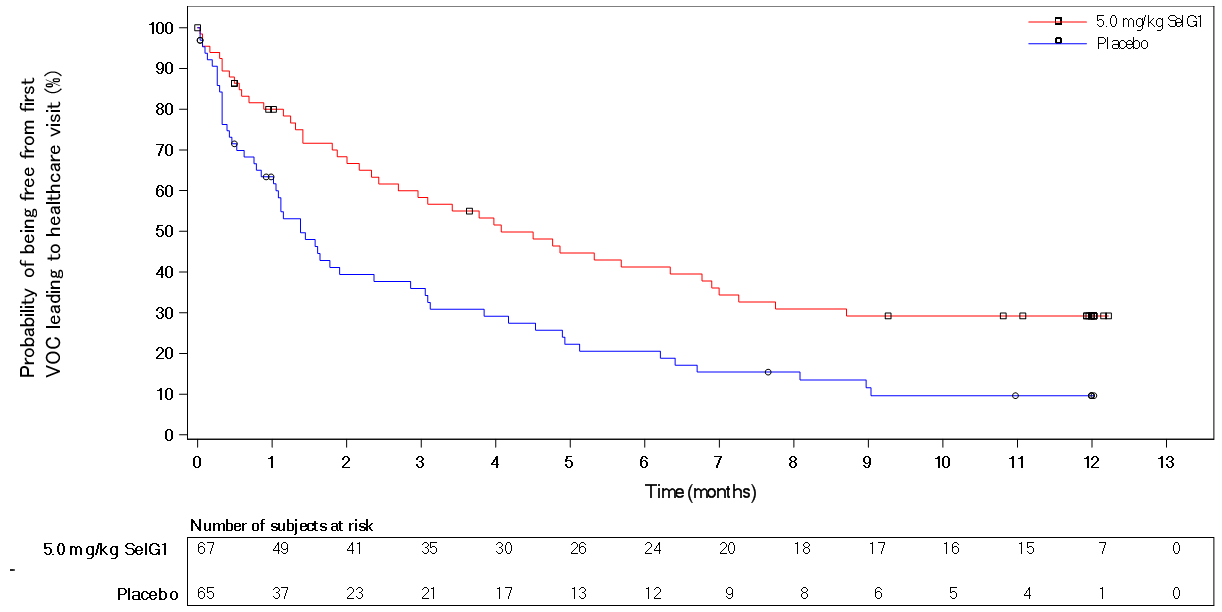 5.0 mg/kg SelG1
Placebo
Probability of being free from first
VOC leading to healthcare visit (%)
100
90
80
70
60
50
40
30
20
10
0
0 1 2 3 4 5 6 7 8 9 10 11 12 13
Time (months)
Number of subjects at risk
5.0 mg/kg SelG1 67 49 41 35 30 26 24 20 18 17 16 15 7 0
-
Placebo 65 37 23 21 17 13 12 9 8 6 5 4 1 0